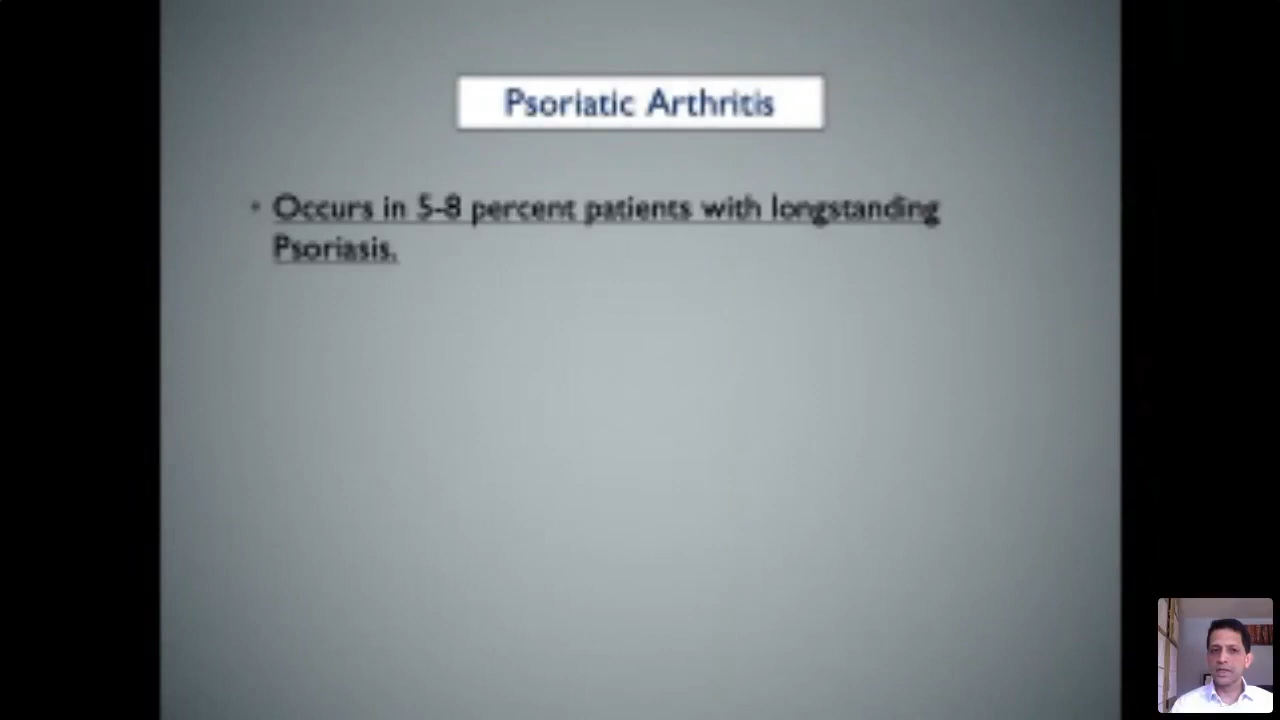 Psoriatic Arthritis
• Occurs in 5-8 percent patients with longstanding
Psoriasis.